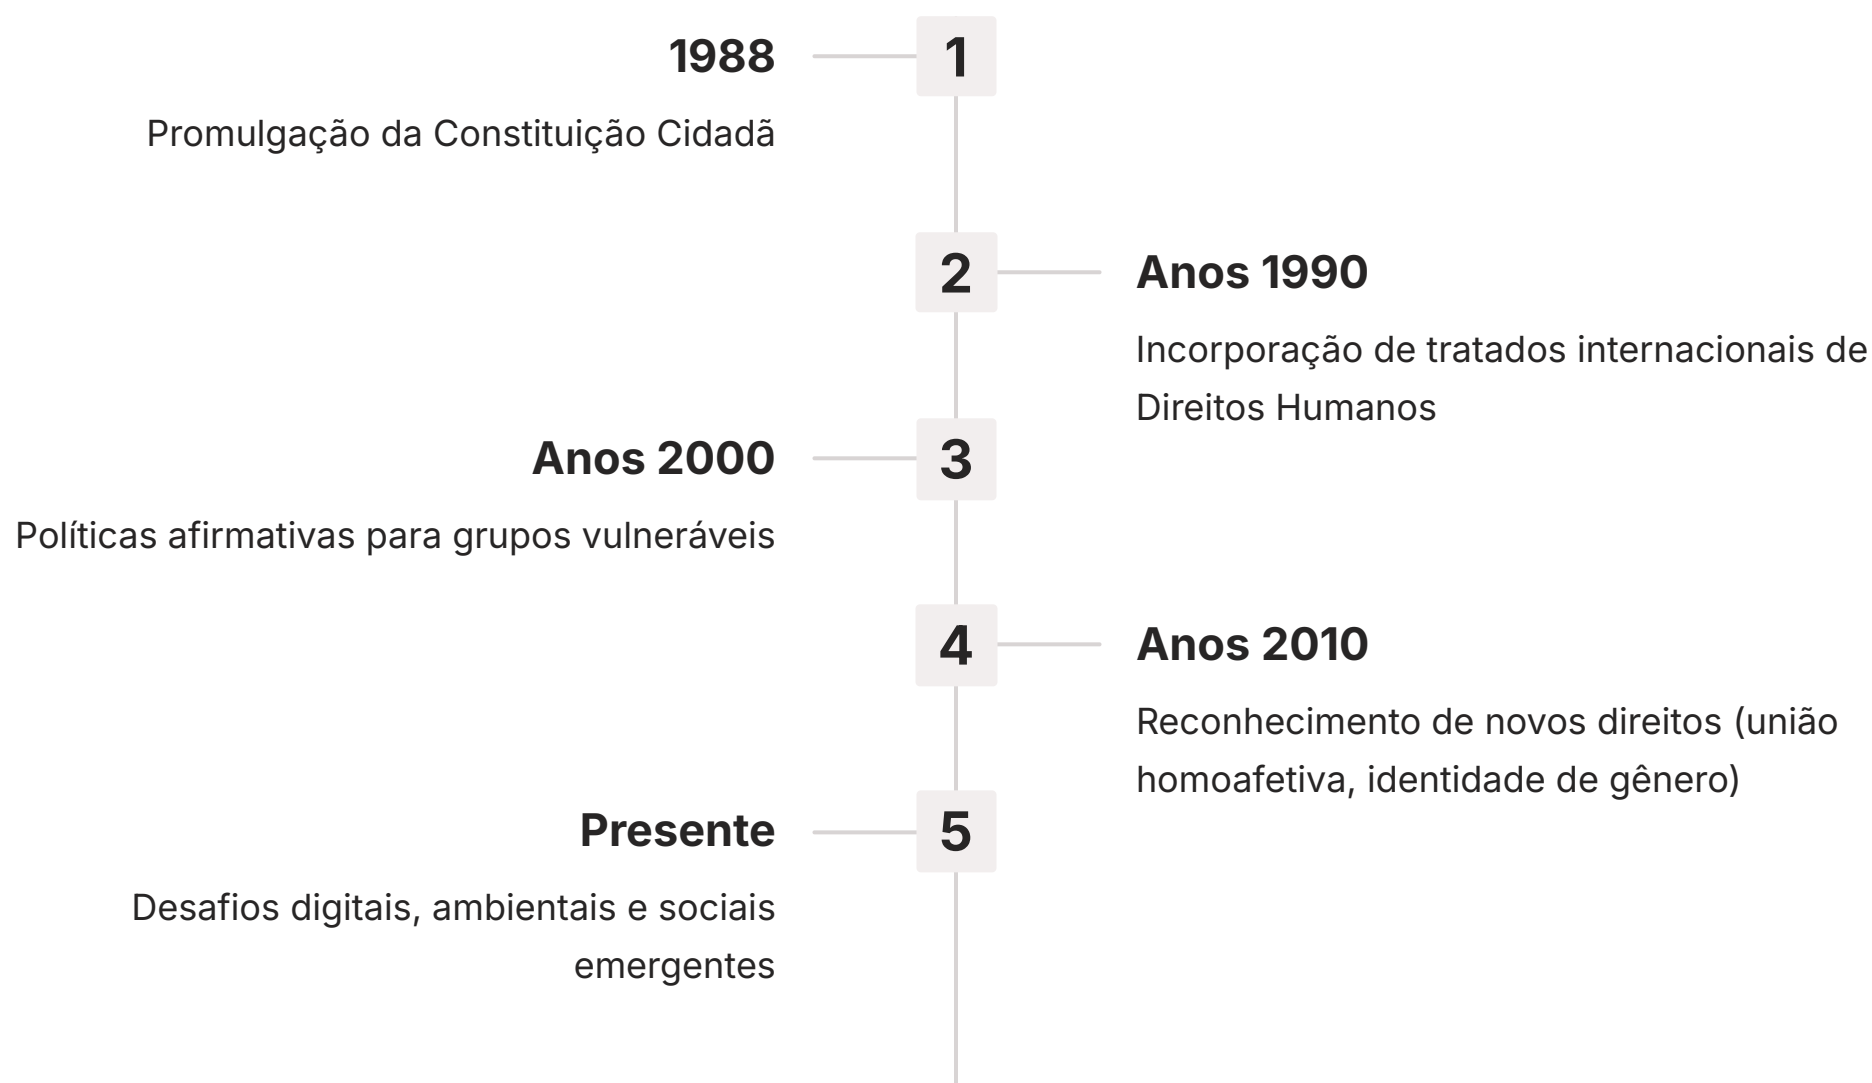 1988
1
Promulgação da Constituição Cidadã
2
Anos 1990
Incorporação de tratados internacionais de
Direitos Humanos
Anos 2000
3
Políticas afirmativas para grupos vulneráveis
4
Anos 2010
Reconhecimento de novos direitos (união
homoafetiva, identidade de gênero)
Presente
5
Desafios digitais, ambientais e sociais
emergentes